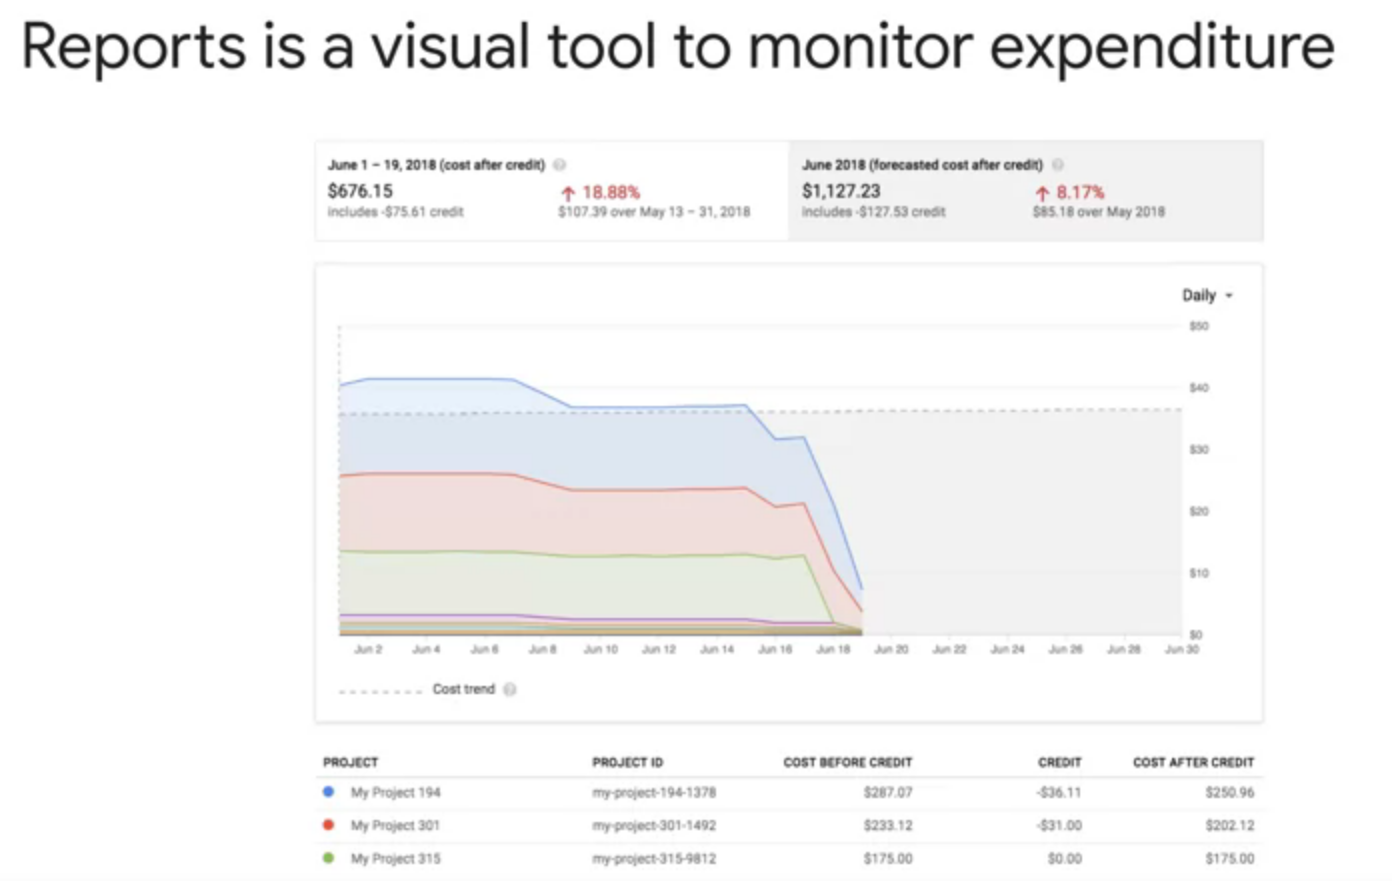 Reports is a visual tool to monitor expenditure
June 1 – 19, 2018 (cost after credit)
$676.15 ↑ 18.88%
includes -$75.61 credit $107.39 over May 13 – 31, 2018
June 2018 (forecasted cost after credit)
$1,127.23 ↑ 8.17%
includes -$127.53 credit $85.18 over May 2018
Daily
$50
$40
$30
$20
$10
$0
Jun 2 Jun 4 Jun 6 Jun 8 Jun 10 Jun 12 Jun 14 Jun 16 Jun 18 Jun 20 Jun 22 Jun 24 Jun 26 Jun 28 Jun 30
Cost trend
PROJECT PROJECT ID COST BEFORE CREDIT CREDIT COST AFTER CREDIT
My Project 194 my-project-194-1378 $287.07 -$36.11 $250.96
My Project 301 my-project-301-1492 $233.12 -$31.00 $202.12
My Project 315 my-project-315-9812 $175.00 $0.00 $175.00